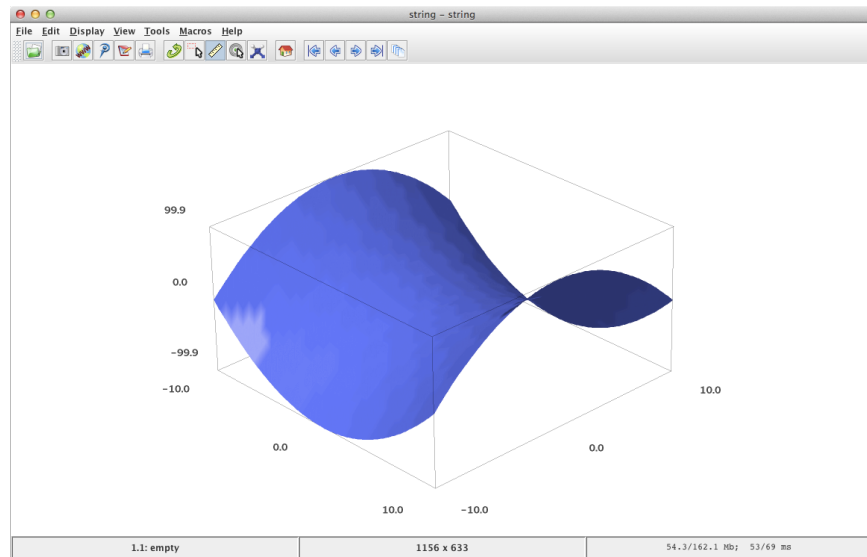 string – string
File Edit Display View Tools Macros Help
99.9
0.0
−99.9
−10.0
10.0
0.0
0.0
10.0
−10.0
1.1: empty
1156 x 633
54.3/162.1 Mb; 53/69 ms